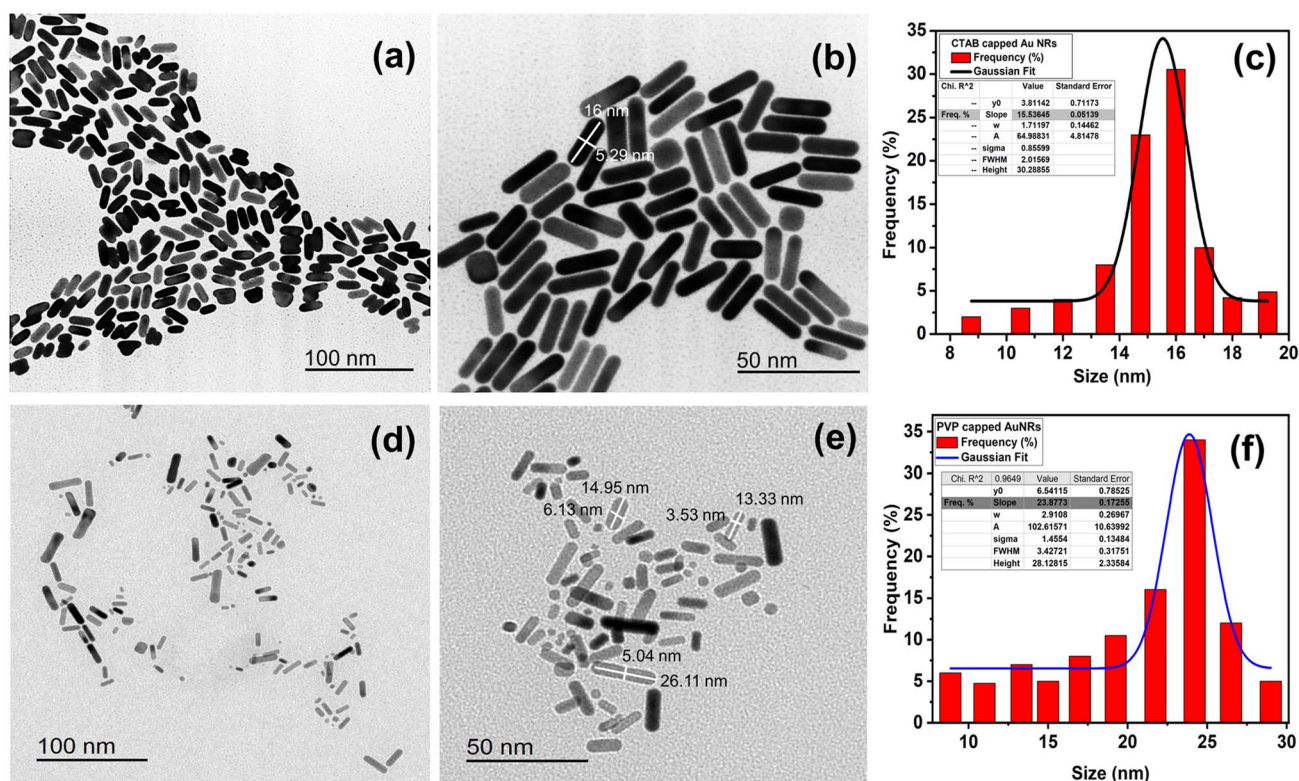 (a)
100 nm
(b)
16 nm
5.29 nm
50 nm
(c)
CTAB capped Au NRs
Frequency (%)
Gaussian Fit
Chi. R^2 Value Standard Error
-- y0 3.81142 0.71173
Freq. % Slope 15.53645 0.05139
-- w 1.71197 0.14462
-- A 64.98831 4.81478
-- sigma 0.85599
-- FWHM 2.01569
-- Height 30.28855
Frequency (%)
35
30
25
20
15
10
5
0
8 10 12 14 16 18 20
Size (nm)
(d)
100 nm
(e)
14.95 nm
6.13 nm
13.33 nm
3.53 nm
5.04 nm
26.11 nm
50 nm
(f)
PVP capped AuNRs
Frequency (%)
Gaussian Fit
Chi. R^2 0.9649 Value Standard Error
y0 6.54115 0.78525
Freq. % Slope 23.8773 0.17255
w 2.9108 0.26967
A 102.61571 10.63992
sigma 1.4554 0.13484
FWHM 3.42721 0.31751
Height 28.12815 2.33584
Frequency (%)
35
30
25
20
15
10
5
0
10 15 20 25 30
Size (nm)